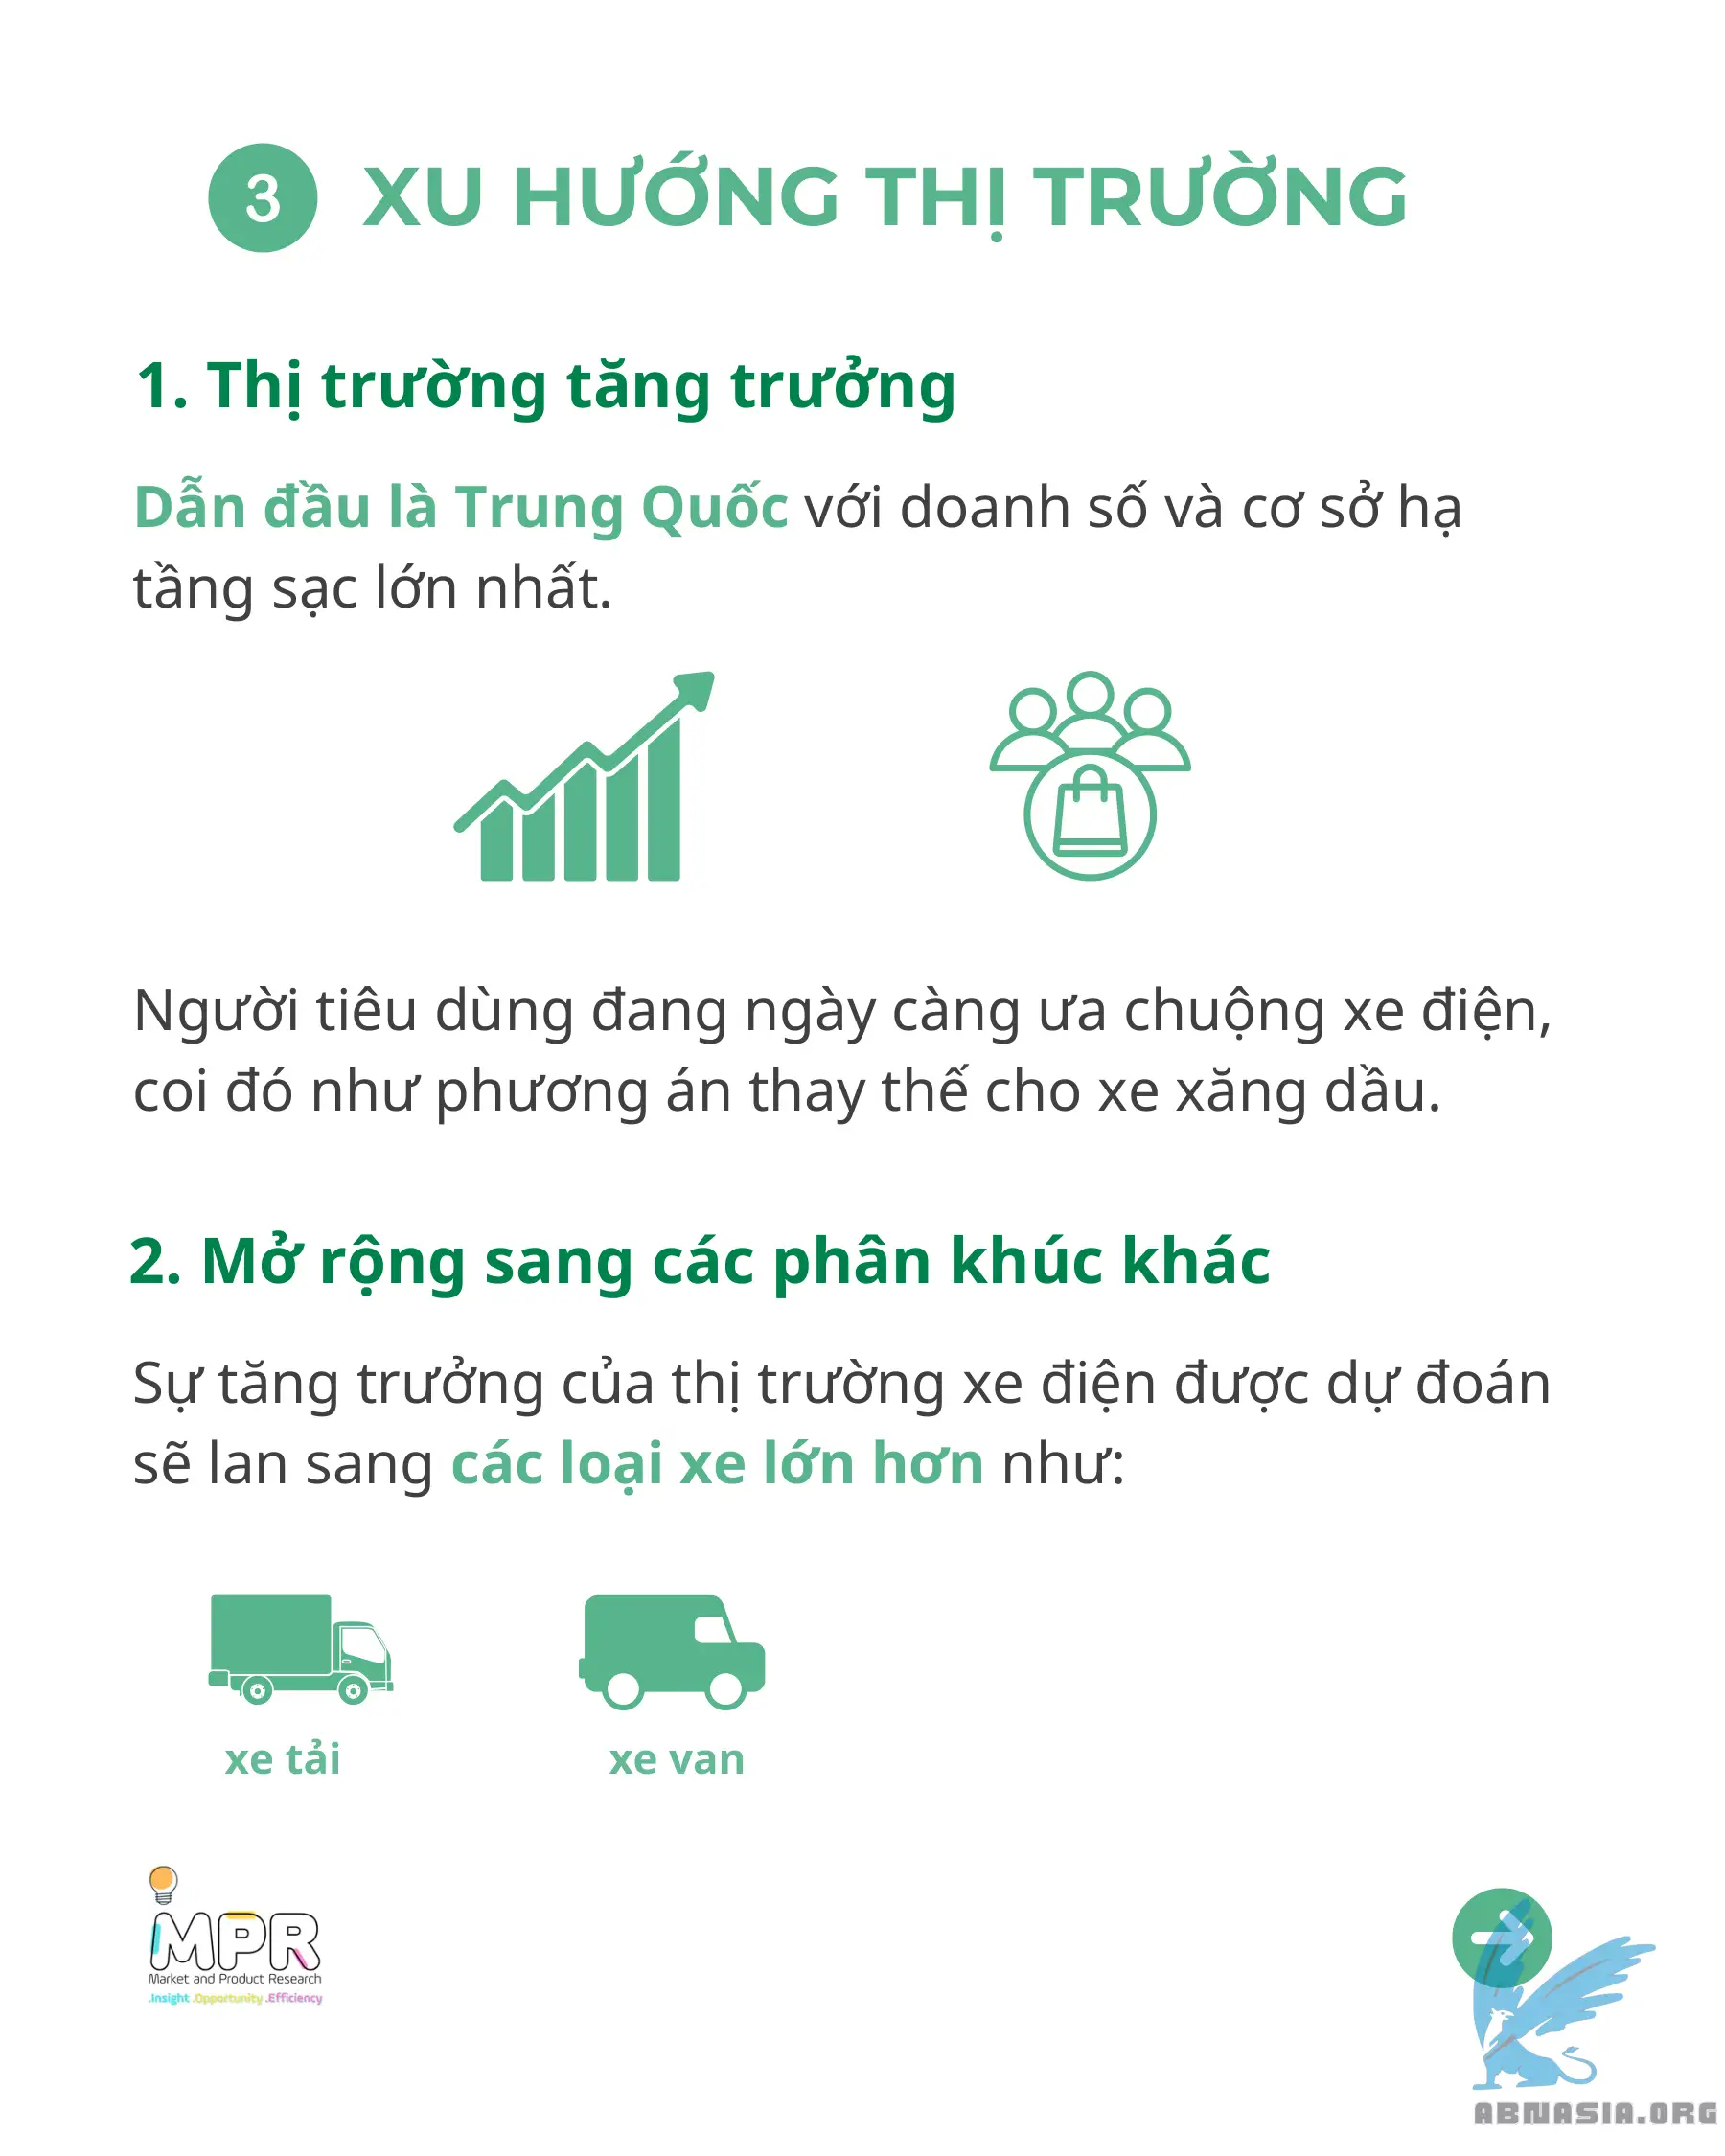 3 XU HƯỚNG THỊ TRƯỜNG
1. Thị trường tăng trưởng
Dẫn đầu là Trung Quốc với doanh số và cơ sở hạ
tầng sạc lớn nhất.
Người tiêu dùng đang ngày càng ưa chuộng xe điện,
coi đó như phương án thay thế cho xe xăng dầu.
2. Mở rộng sang các phân khúc khác
Sự tăng trưởng của thị trường xe điện được dự đoán
sẽ lan sang các loại xe lớn hơn như:
xe tải
xe van
MPR
Market and Product Research
.Insight .Opportunity .Efficiency
ABNASIA.ORG